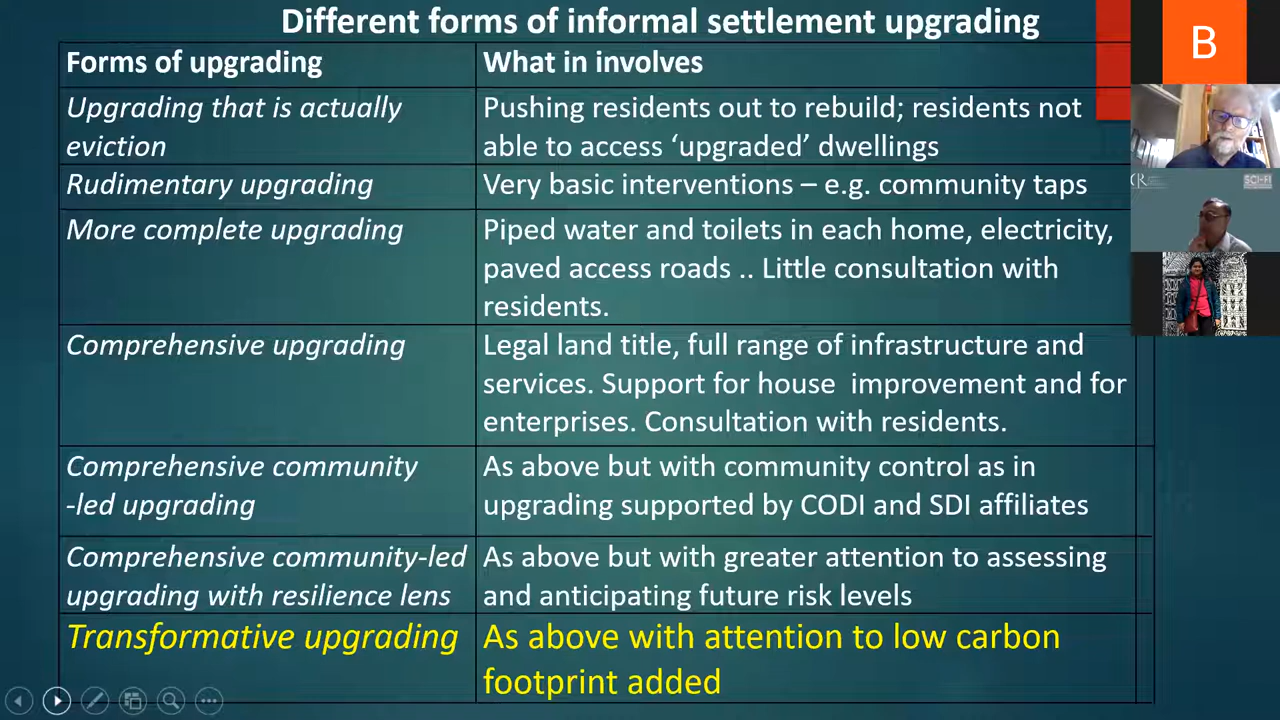 Different forms of informal settlement upgrading
Forms of upgrading
What in involves
Upgrading that is actually
eviction
Pushing residents out to rebuild; residents not
able to access ‘upgraded’ dwellings
Rudimentary upgrading
Very basic interventions – e.g. community taps
More complete upgrading
Piped water and toilets in each home, electricity,
paved access roads .. Little consultation with
residents.
Comprehensive upgrading
Legal land title, full range of infrastructure and
services. Support for house improvement and for
enterprises. Consultation with residents.
Comprehensive community
-led upgrading
As above but with community control as in
upgrading supported by CODI and SDI affiliates
Comprehensive community-led
upgrading with resilience lens
As above but with greater attention to assessing
and anticipating future risk levels
Transformative upgrading
As above with attention to low carbon
footprint added
B
SCI-FI